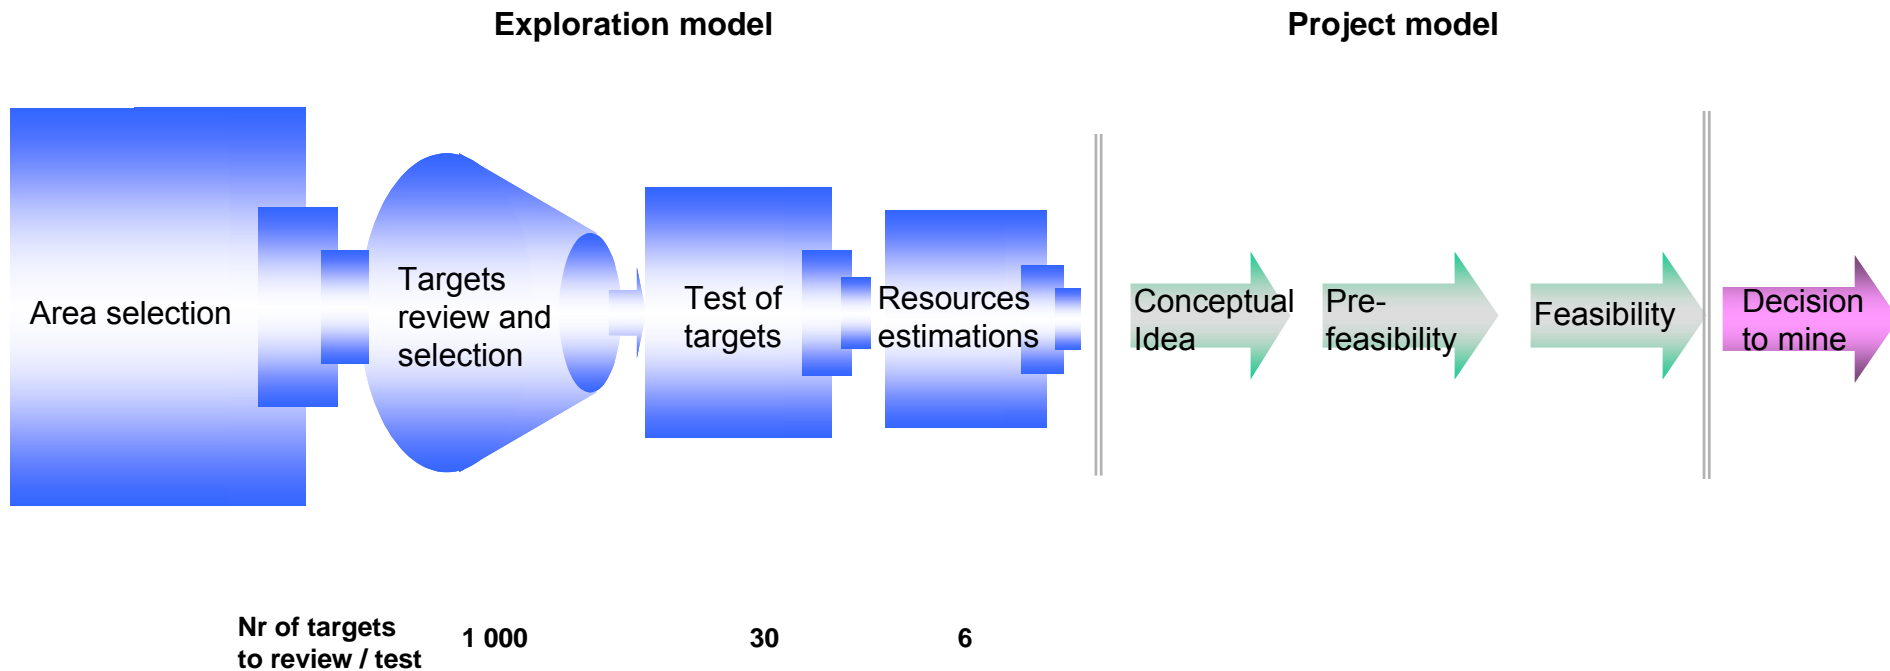 Exploration model
Project model
Area selection
Targets
review and
selection
Test of
targets
Resources
estimations
Conceptual
Idea
Pre-
feasibility
Feasibility
Decision
to mine
Nr of targets
to review / test
1 000
30
6